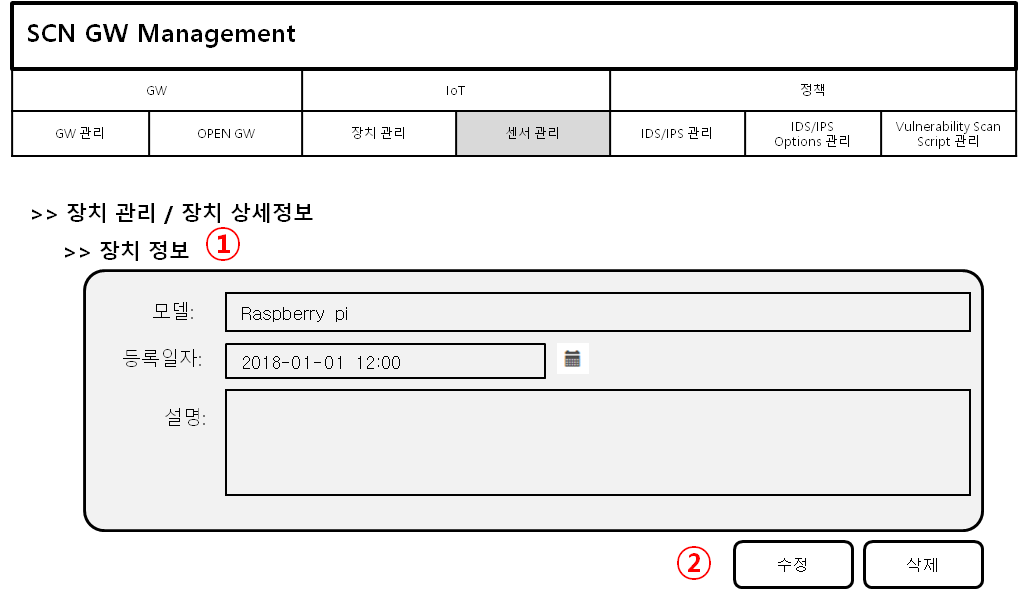 SCN GW Management
GW IoT 정책
GW 관리 OPEN GW 장치 관리 센서 관리 IDS/IPS 관리 IDS/IPS Options 관리 Vulnerability Scan Script 관리
>> 장치 관리 / 장치 상세정보
>> 장치 정보 ①
모델: Raspberry pi
등록일자: 2018-01-01 12:00
설명:
② 수정 삭제